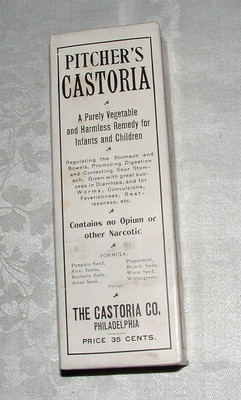 PITCHER'S
CASTORIA
A Purely Vegetable
and Harmless Remedy for
Infants and Children
Regulating the Stomach and
Bowels, Promoting Digestion
and Correcting Sour Stom-
ach. Given with great suc-
cess in Diarrhœa, and for
Worms, Convulsions,
Feverishness, Rest-
lessness, etc.
Contains no Opium or
other Narcotic
FORMULA:
Pumpkin Seed, Peppermint,
Alex. Senna, Bicarb. Soda,
Rochelle Salts, Worm Seed,
Anise Seed, Wintergreen,
Syrup.
THE CASTORIA CO.
PHILADELPHIA
PRICE 35 CENTS.